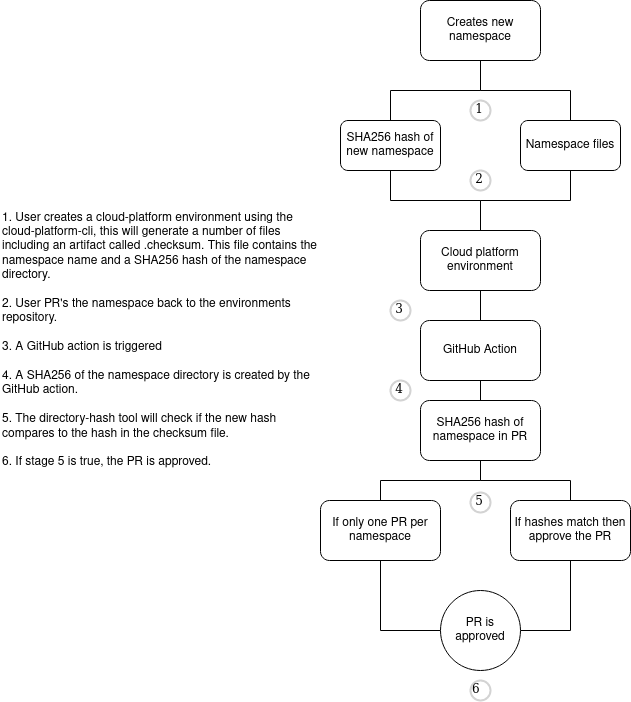 Creates new
namespace
1
SHA256 hash of
new namespace
Namespace files
2
1. User creates a cloud-platform environment using the
cloud-platform-cli, this will generate a number of files
including an artifact called .checksum. This file contains the
namespace name and a SHA256 hash of the namespace
directory.
2. User PR's the namespace back to the environments
repository.
3. A GitHub action is triggered
4. A SHA256 of the namespace directory is created by the
GitHub action.
5. The directory-hash tool will check if the new hash
compares to the hash in the checksum file.
6. If stage 5 is true, the PR is approved.
Cloud platform
environment
3
GitHub Action
4
SHA256 hash of
namespace in PR
5
If only one PR per
namespace
If hashes match then
approve the PR
PR is
approved
6